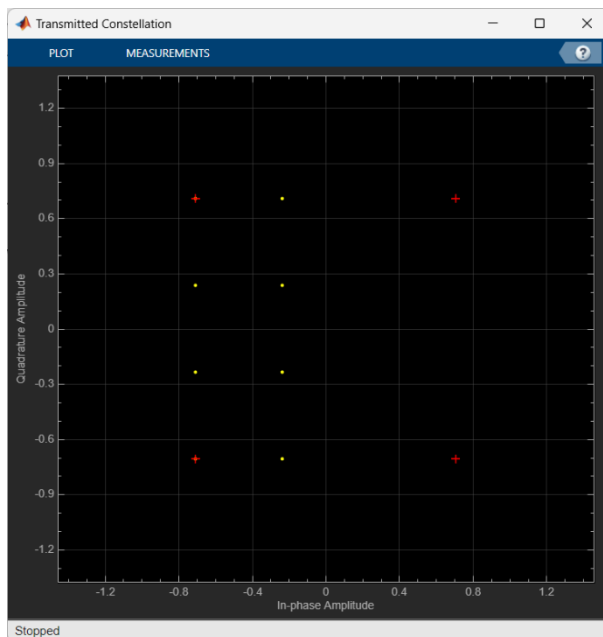 Transmitted Constellation
PLOT MEASUREMENTS ?
1.2
0.9
0.6
0.3
0
-0.3
-0.6
-0.9
-1.2
Quadrature Amplitude
-1.2 -0.8 -0.4 0 0.4 0.8 1.2
In-phase Amplitude
Stopped